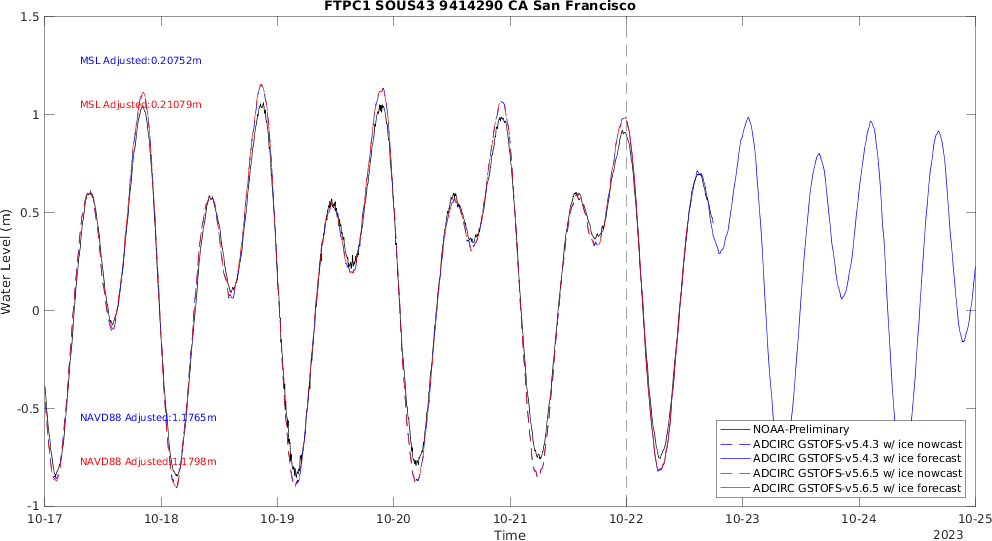 FTPC1 SOUS43 9414290 CA San Francisco
1.5
MSL Adjusted:0.20752m
MSL Adjusted:0.21079m
1
0.5
Water Level (m)
0
-0.5
NAVD88 Adjusted:1.1765m
NAVD88 Adjusted:1.1798m
NOAA-Preliminary
ADCIRC GSTOFS-v5.4.3 w/ ice nowcast
ADCIRC GSTOFS-v5.4.3 w/ ice forecast
ADCIRC GSTOFS-v5.6.5 w/ ice nowcast
ADCIRC GSTOFS-v5.6.5 w/ ice forecast
-1
10-17 10-18 10-19 10-20 10-21 10-22 10-23 10-24 10-25
Time
2023